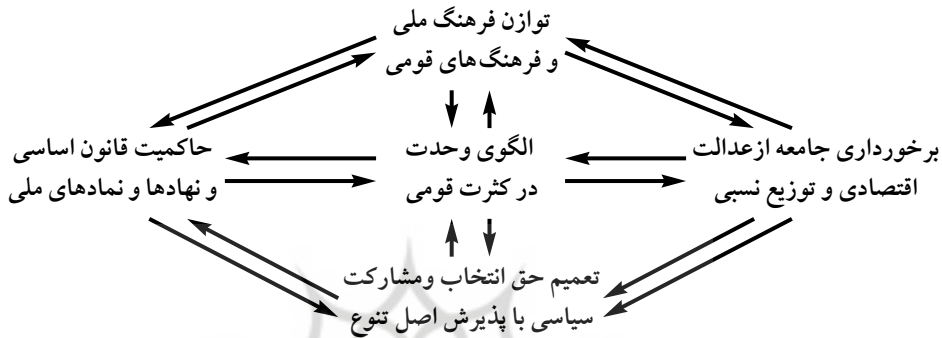 توازن فرهنگ ملی
و فرهنگ‌های قومی
برخورداری جامعه ازعدالت
اقتصادی و توزیع نسبی
الگوی وحدت
در کثرت قومی
حاکمیت قانون اساسی
و نهادها و نمادهای ملی
تعمیم حق انتخاب ومشارکت
سیاسی با پذیرش اصل تنوع